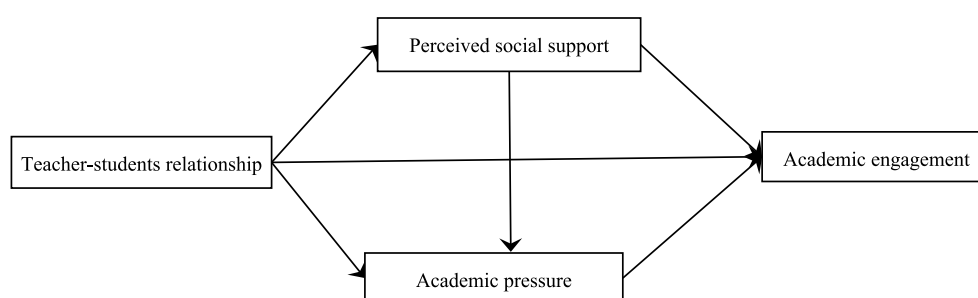 Perceived social support
Teacher-students relationship
Academic engagement
Academic pressure